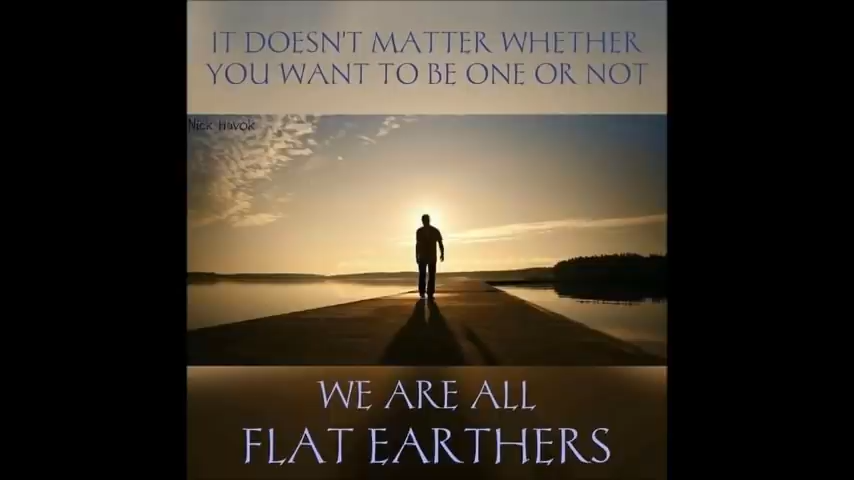 IT DOESN'T MATTER WHETHER
YOU WANT TO BE ONE OR NOT
Nick Havok
WE ARE ALL
FLAT EARTHERS